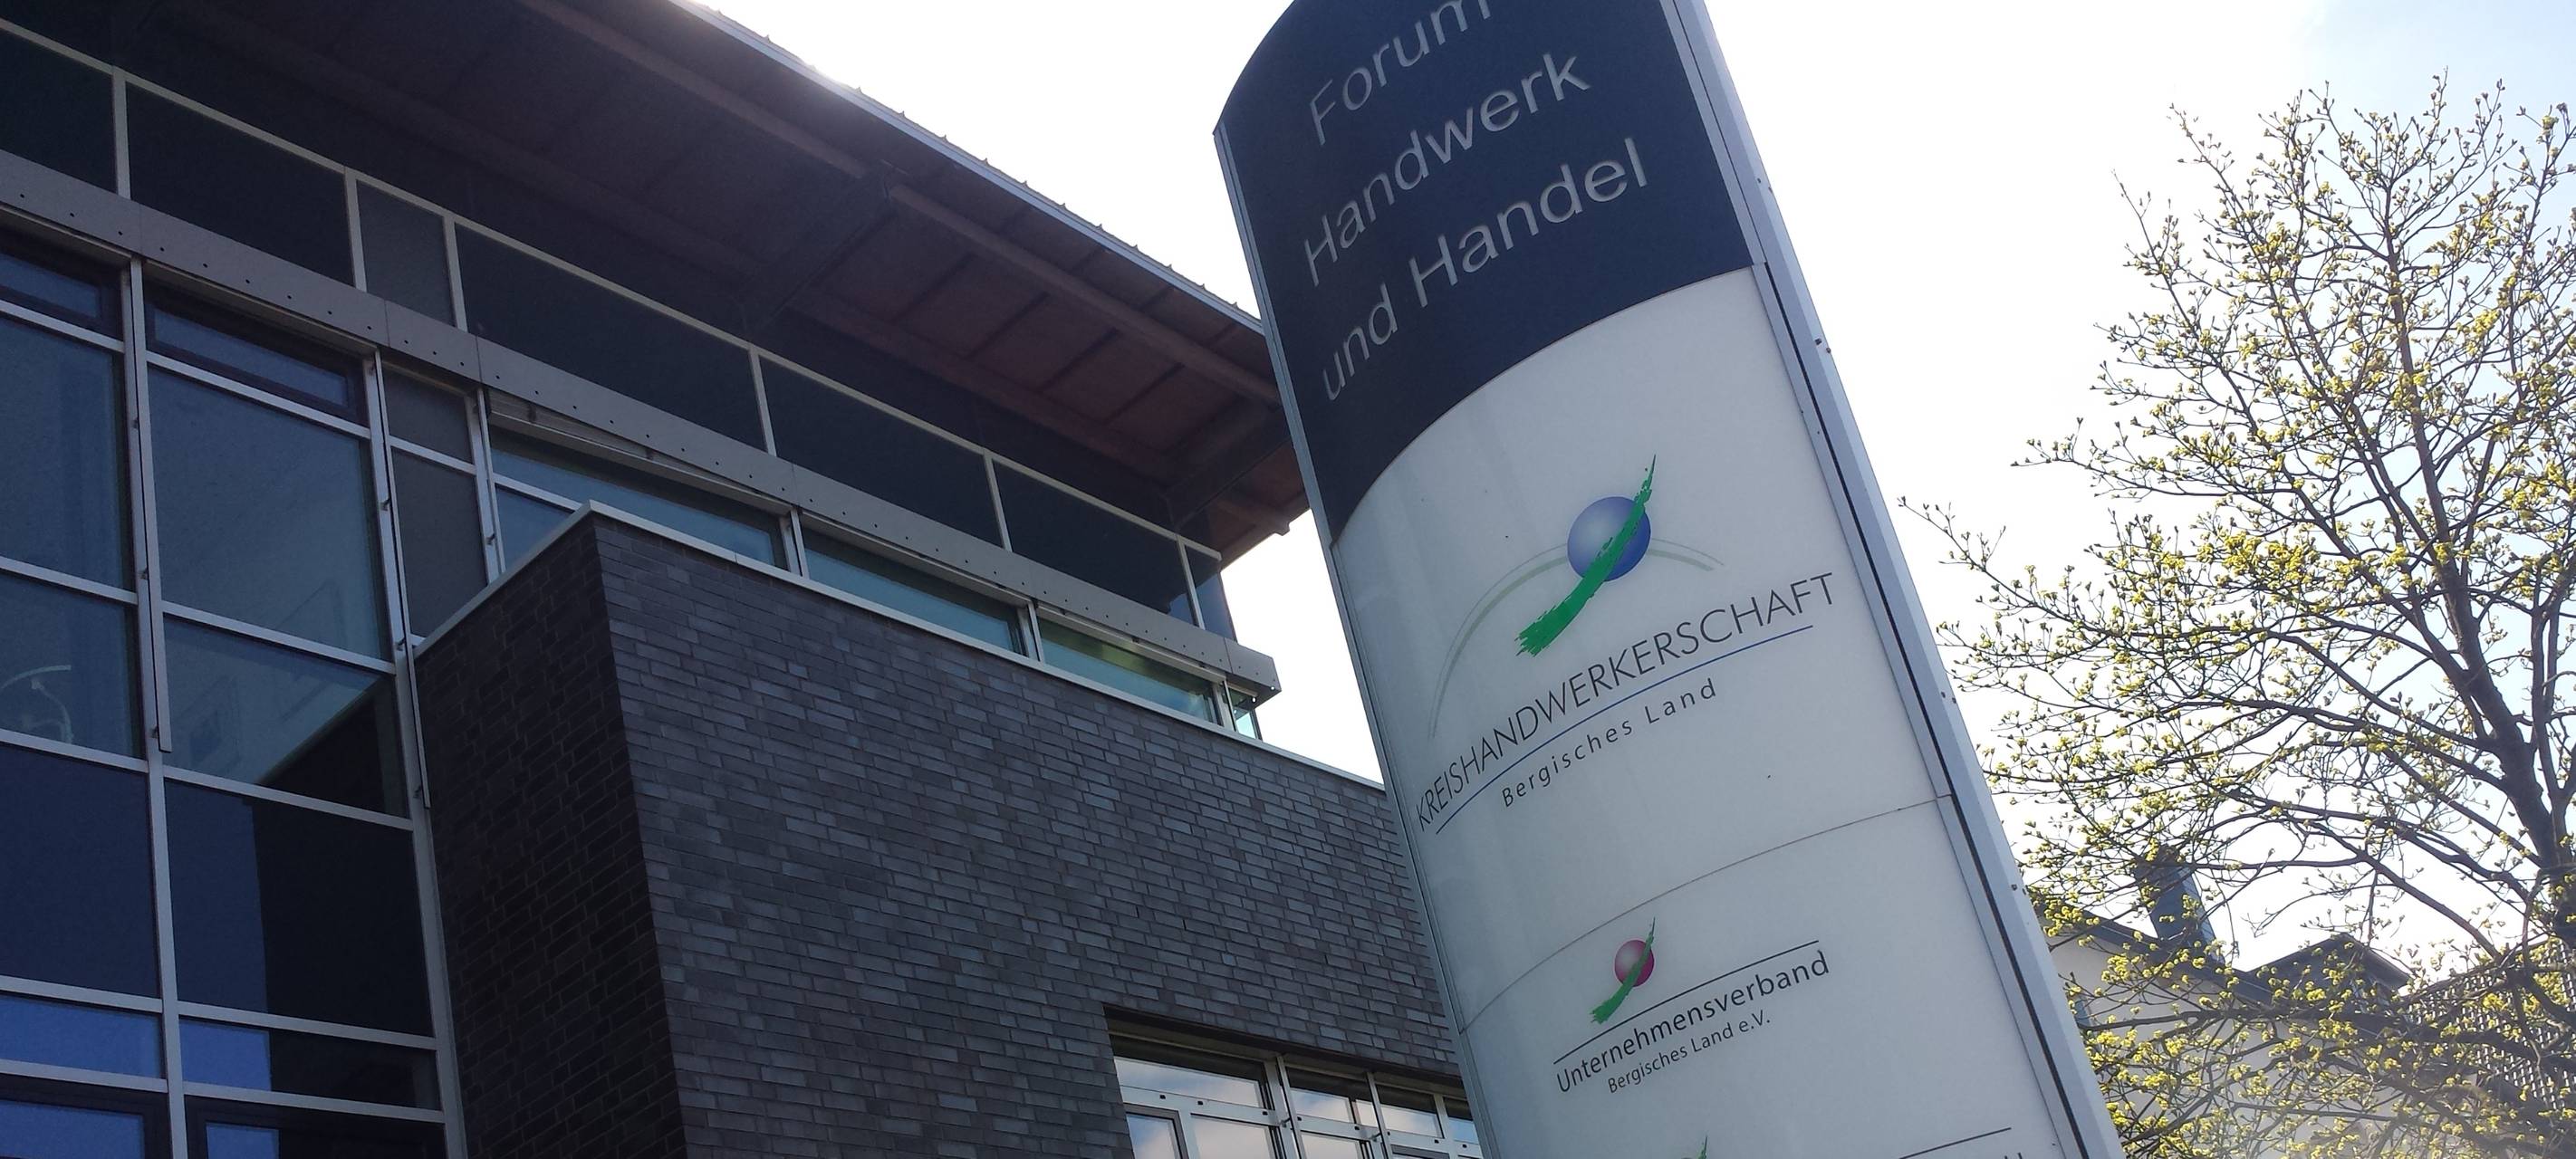 Forum
Handwerk
und Handel
KREISHANDWERKERSCHAFT
Bergisches Land
Unternehmensverband
Bergisches Land e.V.